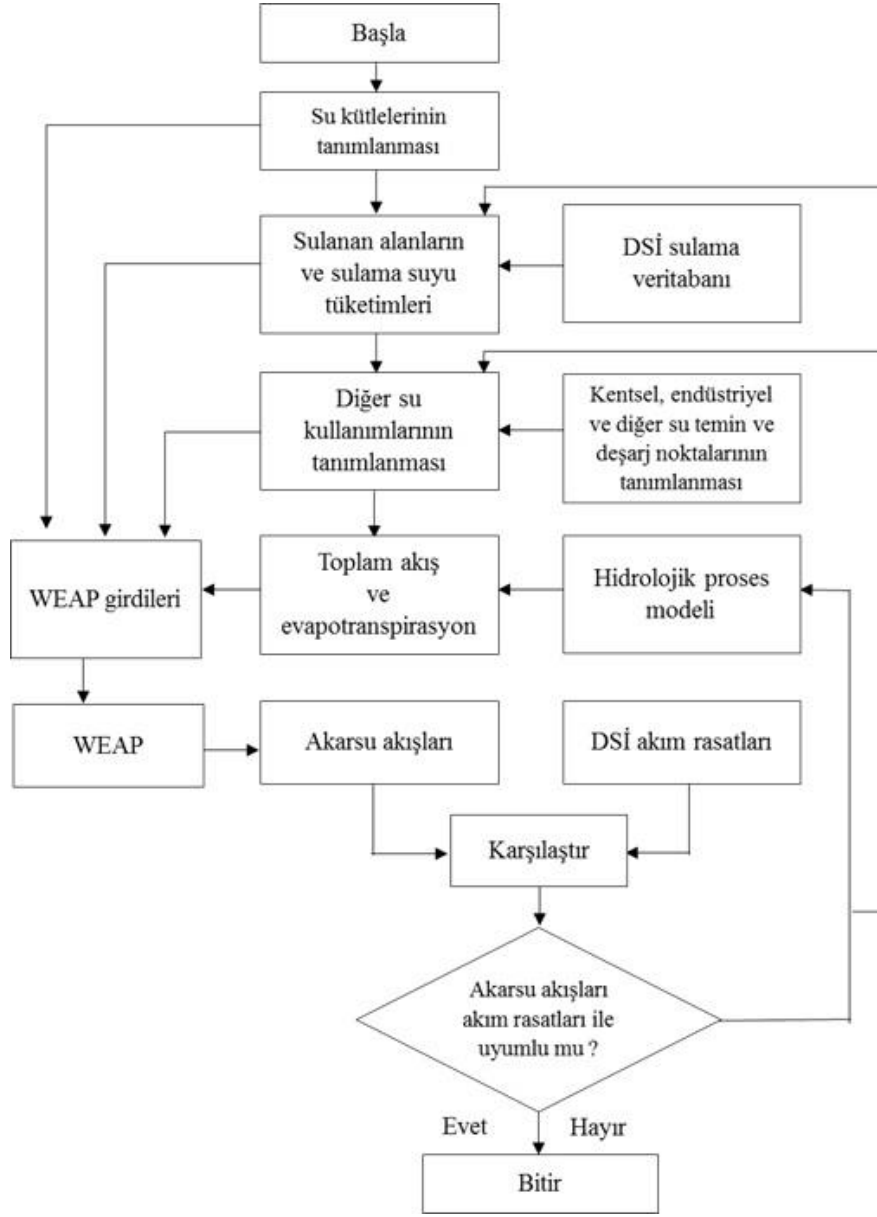 Başla
Su kütlelerinin
tanımlanması
Sulanan alanların
ve sulama suyu
tüketimleri
DSİ sulama
veritabanı
Diğer su
kullanımlarının
tanımlanması
Kentsel, endüstriyel
ve diğer su temin ve
deşarj noktalarının
tanımlanması
WEAP girdileri
Toplam akış
ve
evapotranspirasyon
Hidrolojik proses
modeli
WEAP
Akarsu akışları
DSİ akım rasatları
Karşılaştır
Akarsu akışları
akım rasatları ile
uyumlu mu ?
Evet
Hayır
Bitir